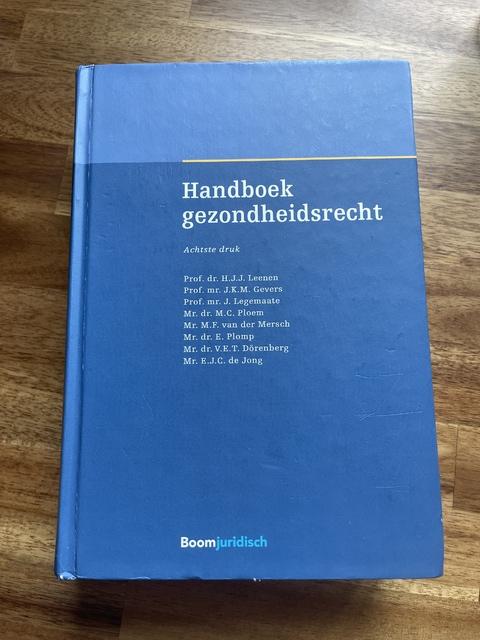 Handboek
gezondheidsrecht
Achtste druk
Prof. dr. H.J.J. Leenen
Prof. mr. J.K.M. Gevers
Prof. mr. J. Legemaate
Mr. dr. M.C. Ploem
Mr. M.F. van der Mersch
Mr. dr. E. Plomp
Mr. dr. V.E.T. Dörenberg
Mr. E.J.C. de Jong
Boomjuridisch